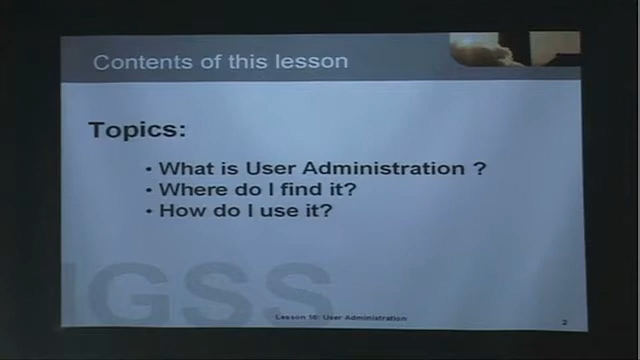 Contents of this lesson
Topics:
• What is User Administration ?
• Where do I find it?
• How do I use it?
IGSS
Lesson 16: User Administration
2